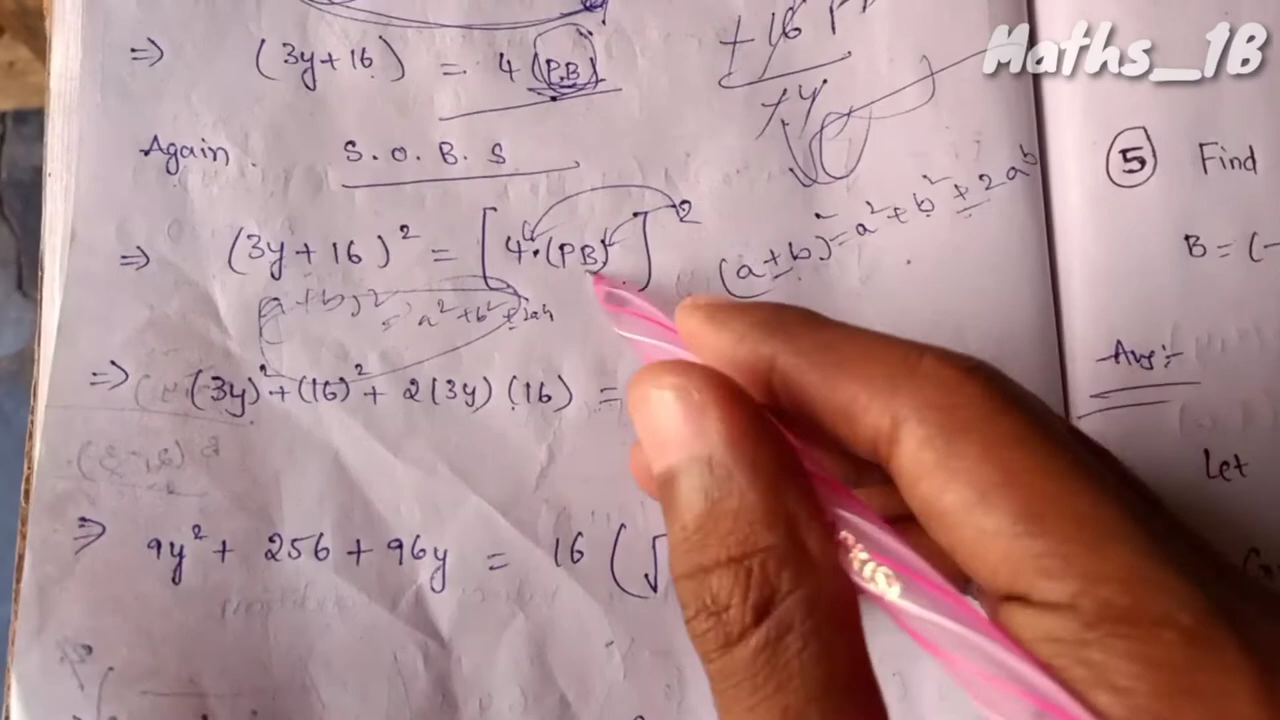 Maths_1B
⇒ (3y+16) = 4 (P.B)
+16
Again. S.O.B.S
⇒ (3y+16)² = [4.(PB)]²
(a+b)² = a²+b²+2ab
a+b)² = a²+b²+2ab
⇒ (3y)²+(16)²+ 2(3y)(16) =
⇒ 9y²+ 256 + 96y = 16 (√
5 Find
B = (-
Ans:-
Let